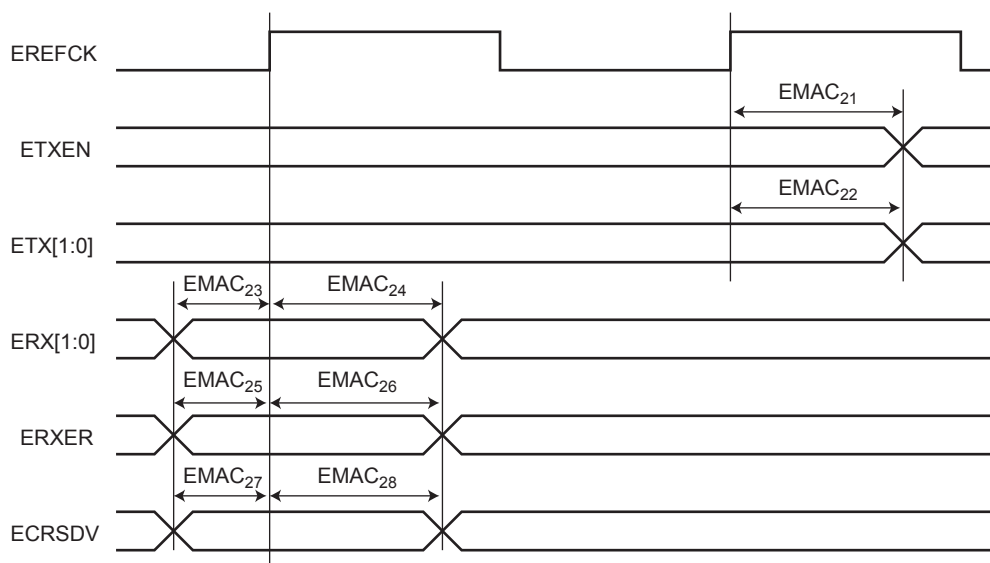 EREFCK
EMAC21
ETXEN
EMAC22
ETX[1:0]
EMAC23 EMAC24
ERX[1:0]
EMAC25 EMAC26
ERXER
EMAC27 EMAC28
ECRSDV